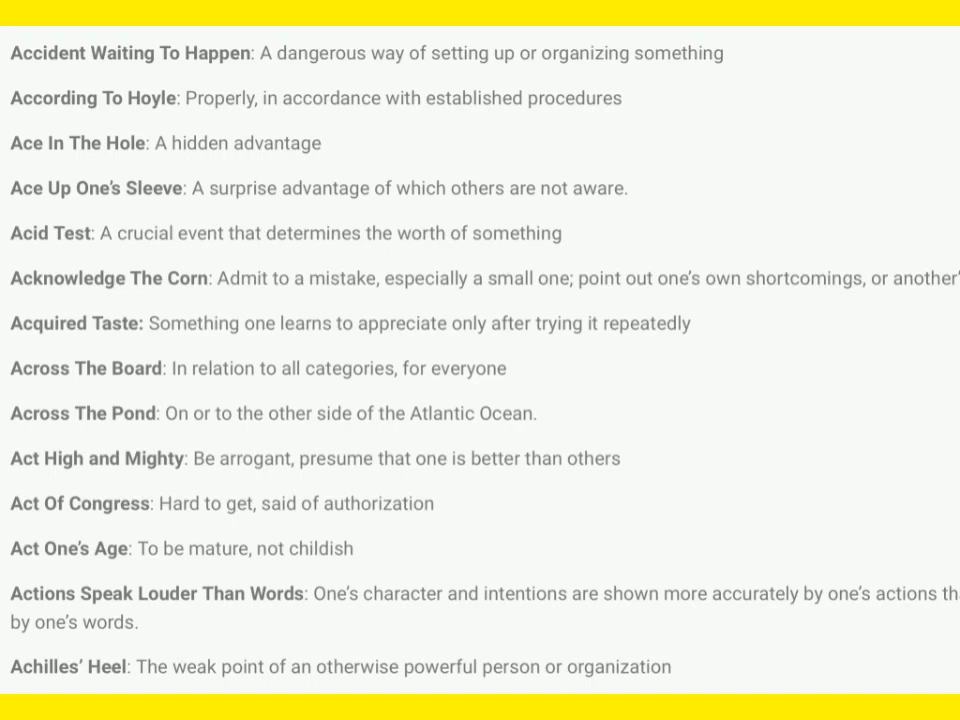 Accident Waiting To Happen: A dangerous way of setting up or organizing something
According To Hoyle: Properly, in accordance with established procedures
Ace In The Hole: A hidden advantage
Ace Up One’s Sleeve: A surprise advantage of which others are not aware.
Acid Test: A crucial event that determines the worth of something
Acknowledge The Corn: Admit to a mistake, especially a small one; point out one’s own shortcomings, or another’
Acquired Taste: Something one learns to appreciate only after trying it repeatedly
Across The Board: In relation to all categories, for everyone
Across The Pond: On or to the other side of the Atlantic Ocean.
Act High and Mighty: Be arrogant, presume that one is better than others
Act Of Congress: Hard to get, said of authorization
Act One’s Age: To be mature, not childish
Actions Speak Louder Than Words: One’s character and intentions are shown more accurately by one’s actions
by one’s words.
Achilles’ Heel: The weak point of an otherwise powerful person or organization